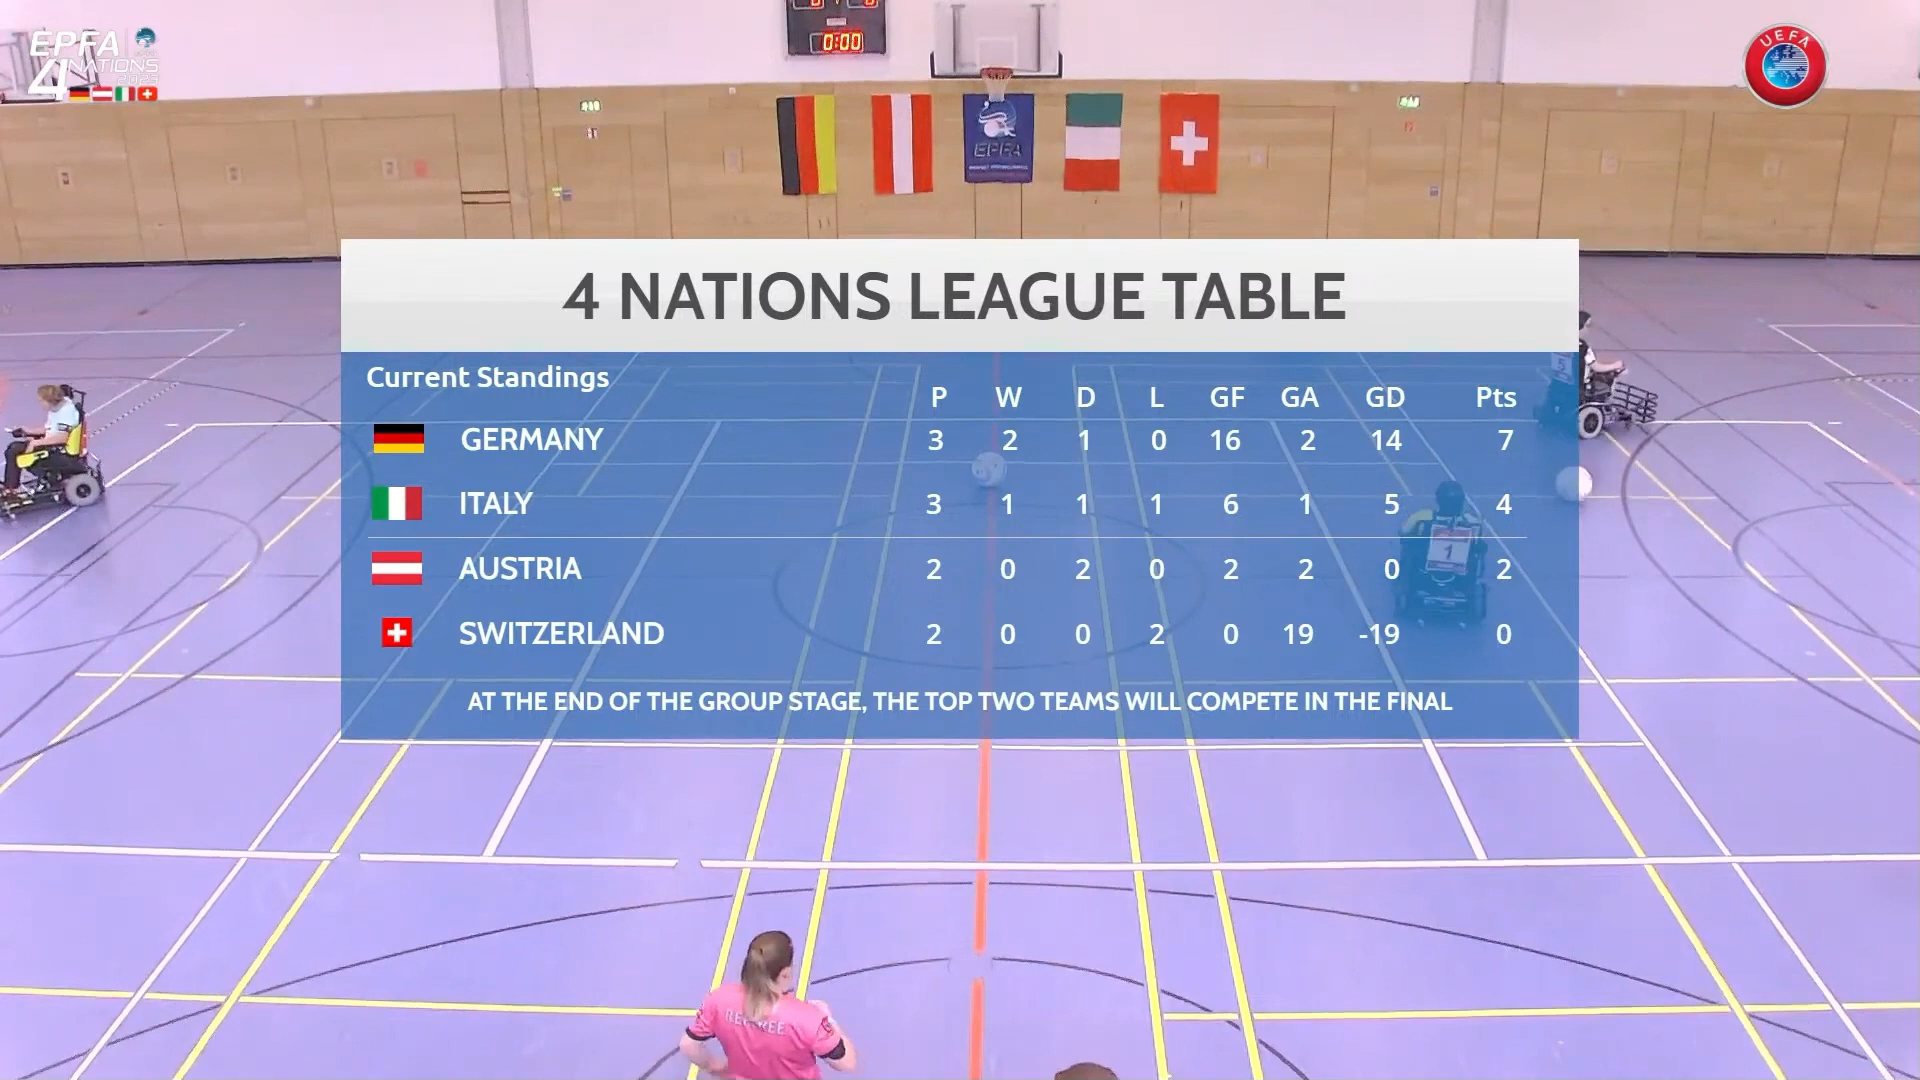 EPFA
4 NATIONS
2023
UEFA
0:00
EPFA
4 NATIONS LEAGUE TABLE
Current Standings
P W D L GF GA GD Pts
GERMANY 3 2 1 0 16 2 14 7
ITALY 3 1 1 1 6 1 5 4
AUSTRIA 2 0 2 0 2 2 0 2
SWITZERLAND 2 0 0 2 0 19 -19 0
AT THE END OF THE GROUP STAGE, THE TOP TWO TEAMS WILL COMPETE IN THE FINAL
5
1
REFEREE